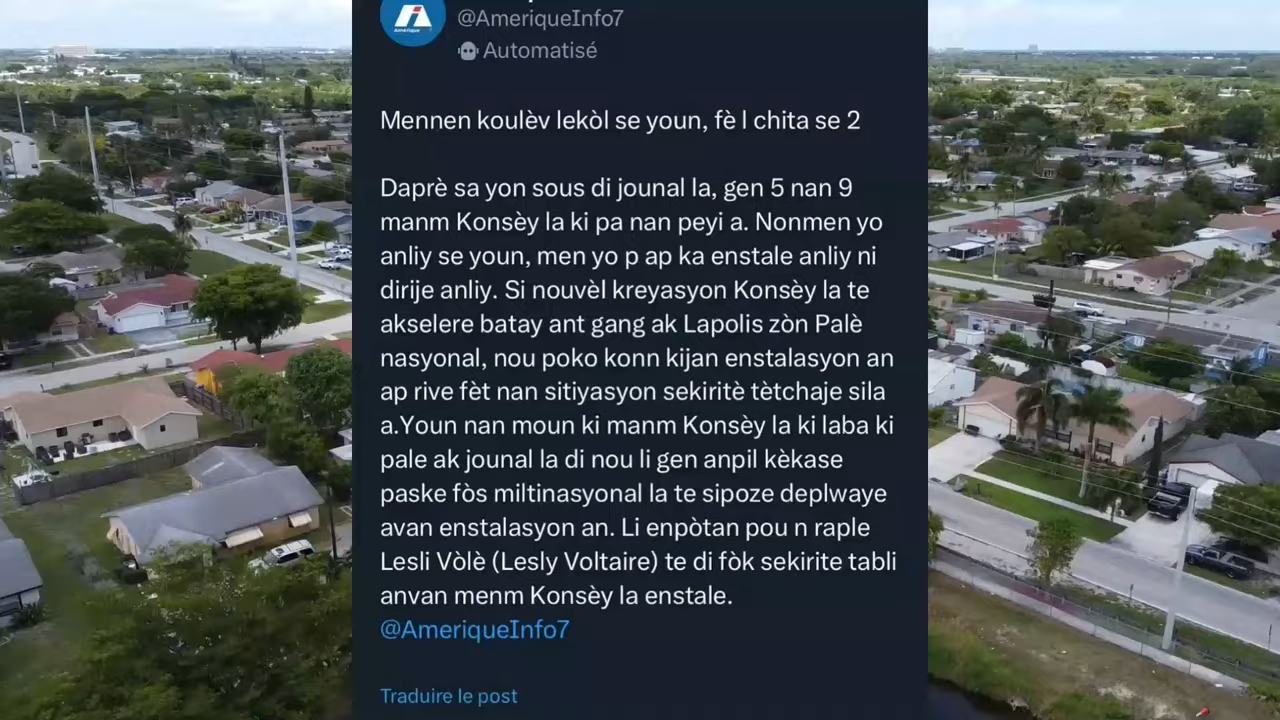 @AmeriqueInfo7
Automatisé
Mennen koulèv lekòl se youn, fè l chita se 2
Daprè sa yon sous di jounal la, gen 5 nan 9
manm Konsèy la ki pa nan peyi a. Nonmen yo
anliy se youn, men yo p ap ka enstale anliy ni
dirije anliy. Si nouvèl kreyasyon Konsèy la te
akselere batay ant gang ak Lapolis zòn Palè
nasyonal, nou poko konn kijan enstalasyon an
ap rive fèt nan sitiyasyon sekiritè tètchaje sila
a.Youn nan moun ki manm Konsèy la ki laba ki
pale ak jounal la di nou li gen anpil kèkase
paske fòs miltinasyonal la te sipoze deplwaye
avan enstalasyon an. Li enpòtan pou n raple
Lesli Vòlè (Lesly Voltaire) te di fòk sekirite tabli
anvan menm Konsèy la enstale.
@AmeriqueInfo7
Traduire le post